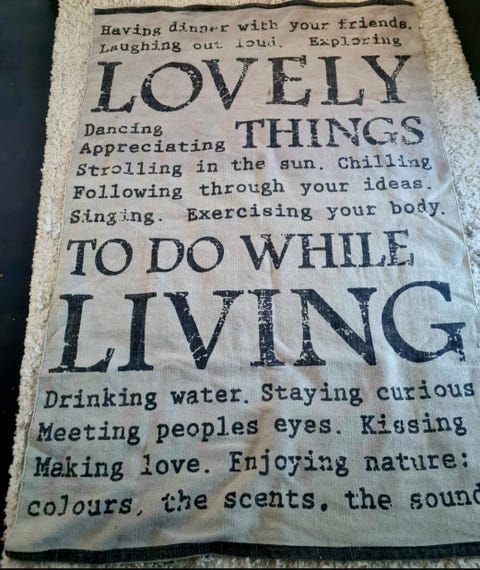 Having dinner with your friends.
Laughing out loud. Exploring
LOVELY
Dancing
Appreciating THINGS
Strolling in the sun. Chilling
Following through your ideas.
Singing. Exercising your body.
TO DO WHILE
LIVING
Drinking water. Staying curious
Meeting peoples eyes. Kissing
Making love. Enjoying nature:
colours, the scents, the sound